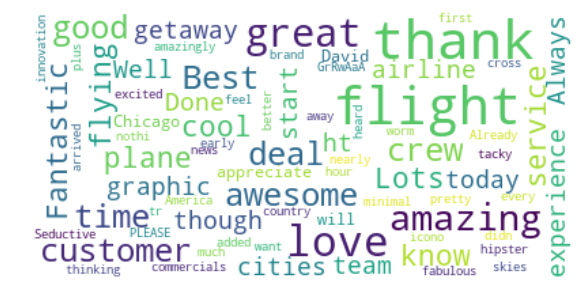 good
getaway
great
thank
first
amazingly
innovation
plus
brand
David
GrRwAaA
airline
cross
Well
Best
Fantastic
flying
excited
Done
feel
start
better
flight
service
Always
Chicago
cool
away
heard
worm
Already
nothi
news
early
ht
crew
tacky
arrived
plane
deal
nearly
hour
Lots
today
graphic
appreciate
awesome
minimal
pretty
every
America
time
tr
though
country
will
amazing
experience
Seductive
PLEASE
much
added
want
love
icono
didn
hipster
customer
know
cities
team
thinking
commercials
fabulous
skies